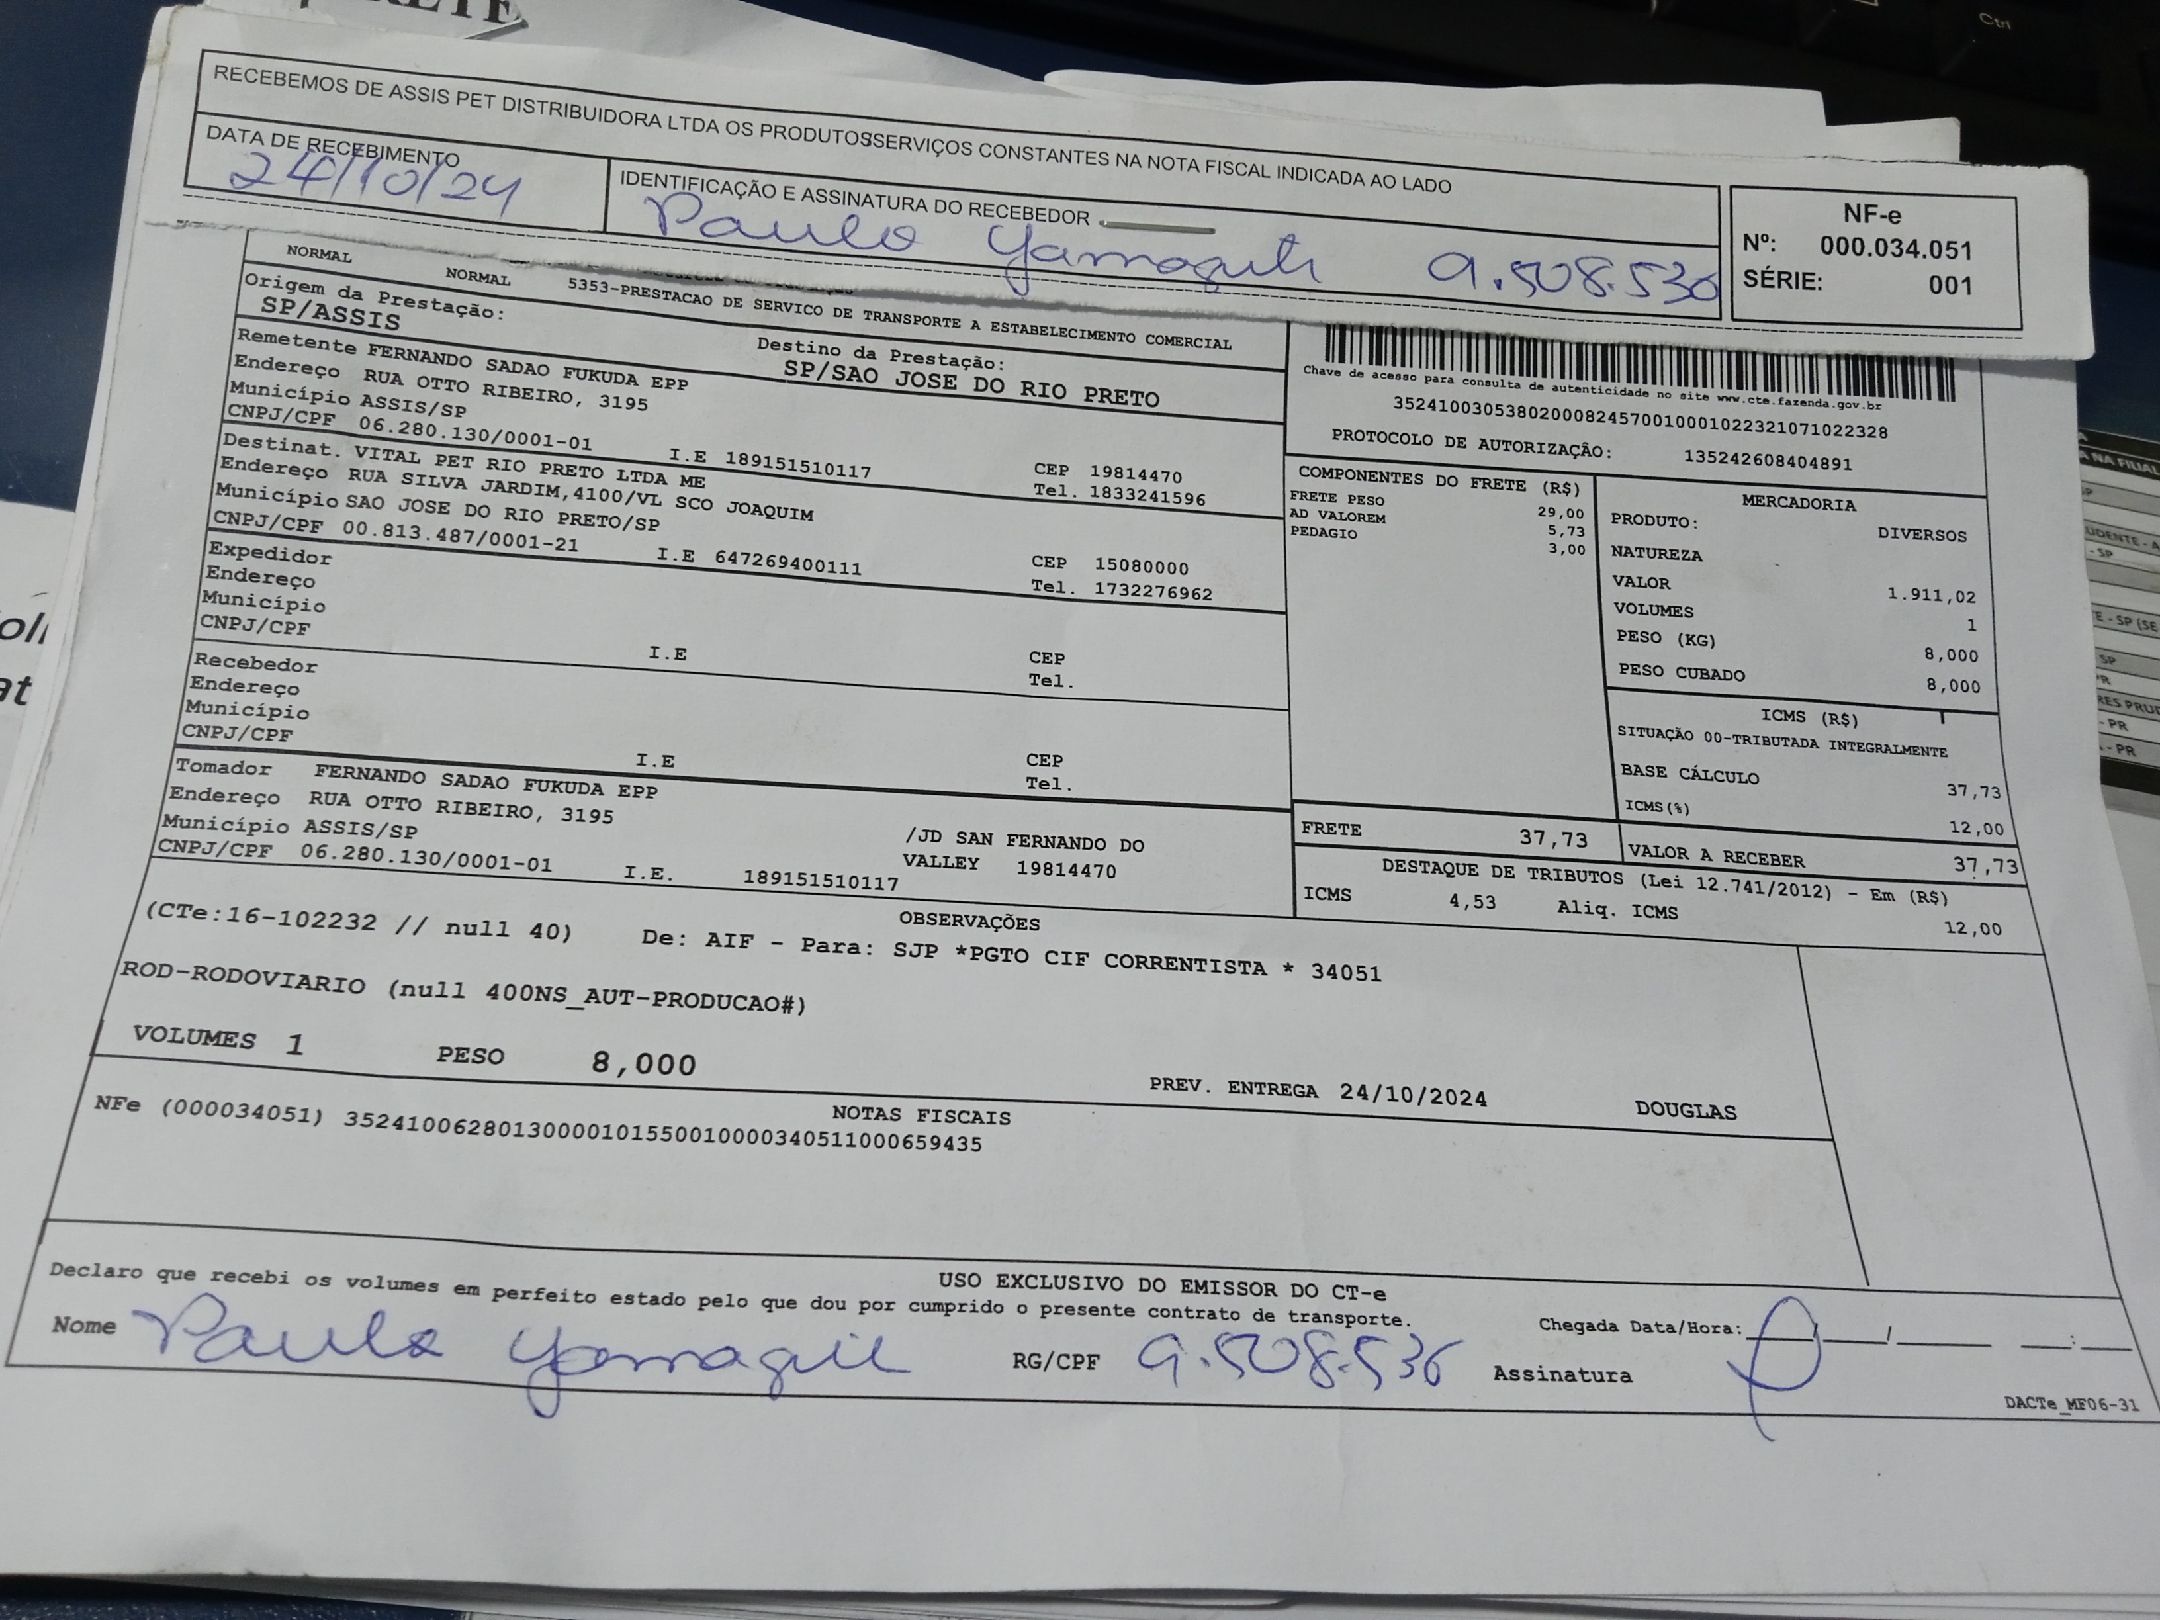 RECEBEMOS DE ASSIS PET DISTRIBUIDORA LTDA OS PRODUTOSSERVIÇOS CONSTANTES NA NOTA FISCAL INDICADA AO LADO
DATA DE RECEBIMENTO
24/10/24
IDENTIFICAÇÃO E ASSINATURA DO RECEBEDOR
Paulo 9.508.536
NF-e
Nº: 000.034.051
SÉRIE: 001
NORMAL NORMAL 5353-PRESTACAO DE SERVICO DE TRANSPORTE A ESTABELECIMENTO COMERCIAL
Origem da Prestação:
SP/ASSIS
Destino da Prestação:
SP/SAO JOSE DO RIO PRETO
Remetente FERNANDO SADAO FUKUDA EPP
Endereço RUA OTTO RIBEIRO, 3195
Município ASSIS/SP
CNPJ/CPF 06.280.130/0001-01 I.E 189151510117
CEP 19814470
Tel. 1833241596
Destinat. VITAL PET RIO PRETO LTDA ME
Endereço RUA SILVA JARDIM,4100/VL SCO JOAQUIM
Município SAO JOSE DO RIO PRETO/SP
CNPJ/CPF 00.813.487/0001-21 I.E 647269400111
CEP 15080000
Tel. 1732276962
Expedidor
Endereço
Município
CNPJ/CPF I.E
CEP
Tel.
Recebedor
Endereço
Município
CNPJ/CPF I.E
CEP
Tel.
Tomador FERNANDO SADAO FUKUDA EPP
Endereço RUA OTTO RIBEIRO, 3195
Município ASSIS/SP
CNPJ/CPF 06.280.130/0001-01 I.E. 189151510117
/JD SAN FERNANDO DO
VALLEY 19814470
Chave de acesso para consulta de autenticidade no site www.cte.fazenda.gov.br
35241003053802000824570010001022321071022328
PROTOCOLO DE AUTORIZAÇÃO: 135242608404891
COMPONENTES DO FRETE (R$)
FRETE PESO 29,00
AD VALOREM 5,73
PEDAGIO 3,00
MERCADORIA
PRODUTO: DIVERSOS
NATUREZA
VALOR 1.911,02
VOLUMES 1
PESO (KG) 8,000
PESO CUBADO 8,000
ICMS (R$)
SITUAÇÃO 00-TRIBUTADA INTEGRALMENTE
BASE CÁLCULO 37,73
ICMS(%) 12,00
FRETE 37,73
VALOR A RECEBER 37,73
DESTAQUE DE TRIBUTOS (Lei 12.741/2012) - Em (R$)
ICMS 4,53 Aliq. ICMS 12,00
OBSERVAÇÕES
(CTe:16-102232 // null 40) De: AIF - Para: SJP *PGTO CIF CORRENTISTA * 34051
ROD-RODOVIARIO (null 400NS_AUT-PRODUCAO#)
VOLUMES 1 PESO 8,000
PREV. ENTREGA 24/10/2024 DOUGLAS
NOTAS FISCAIS
NFe (000034051) 35241006280130000101550010000340511000659435
USO EXCLUSIVO DO EMISSOR DO CT-e
Declaro que recebi os volumes em perfeito estado pelo que dou por cumprido o presente contrato de transporte.
Nome Paulo
RG/CPF 9.508.536
Chegada Data/Hora:
Assinatura
DACTe_MF06-31
Ctrl